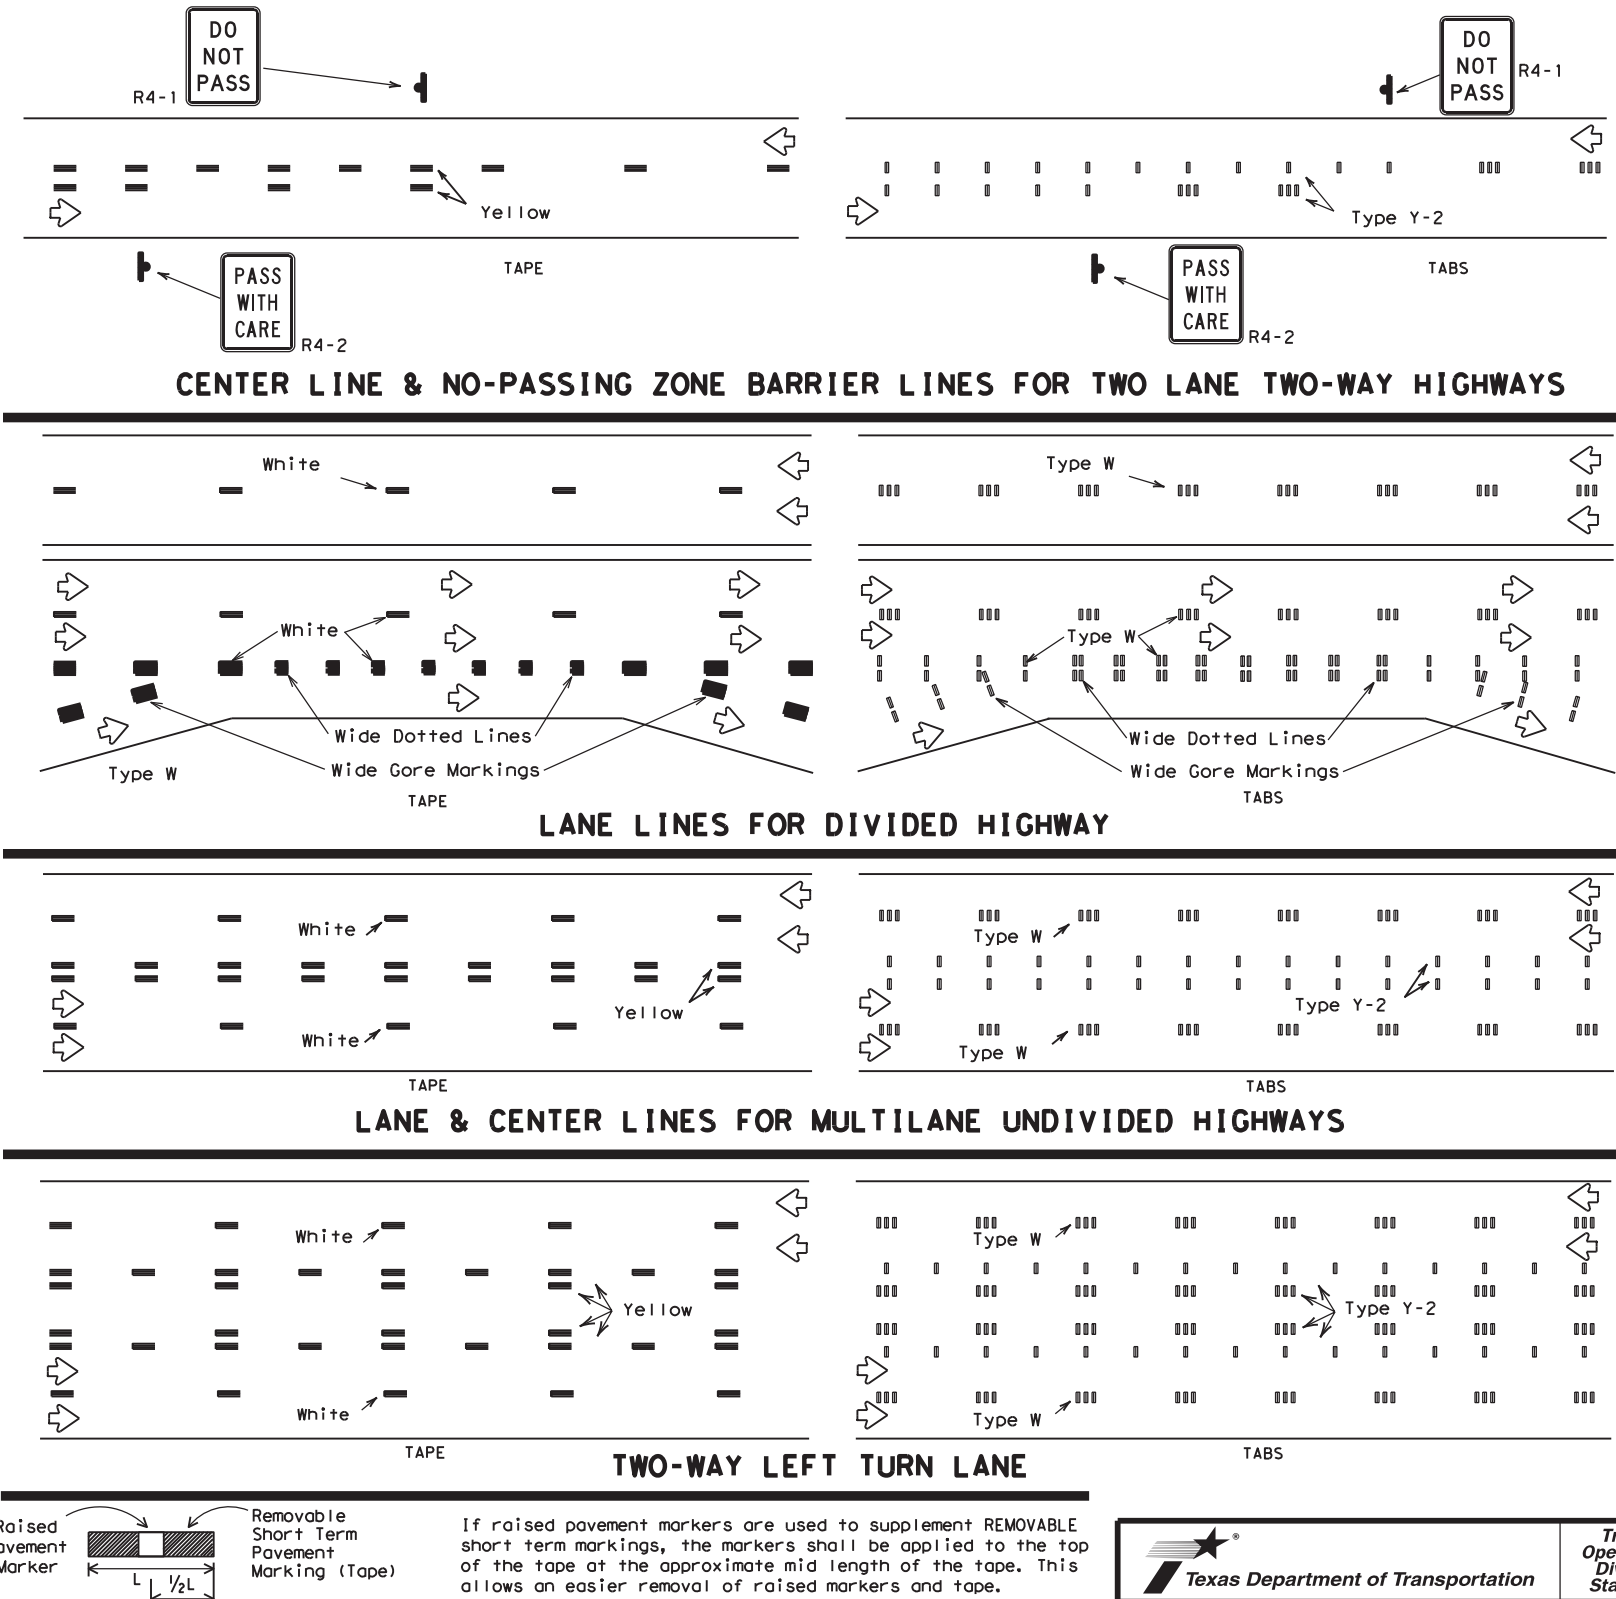 DO
NOT
PASS
R4-1
DO
NOT
PASS
R4-1
Yellow
Type Y-2
TAPE
TABS
PASS
WITH
CARE
R4-2
PASS
WITH
CARE
R4-2
CENTER LINE & NO-PASSING ZONE BARRIER LINES FOR TWO LANE TWO-WAY HIGHWAYS
White
Type W
White
Type W
Wide Dotted Lines
Wide Dotted Lines
Type W
Wide Gore Markings
Wide Gore Markings
TAPE
TABS
LANE LINES FOR DIVIDED HIGHWAY
White
Type W
Yellow
Type Y-2
White
Type W
TAPE
TABS
LANE & CENTER LINES FOR MULTILANE UNDIVIDED HIGHWAYS
White
Type W
Yellow
Type Y-2
White
Type W
TAPE
TABS
TWO-WAY LEFT TURN LANE
Raised
Pavement
Marker
Removable
Short Term
Pavement
Marking (Tape)
L
½L
If raised pavement markers are used to supplement REMOVABLE
short term markings, the markers shall be applied to the top
of the tape at the approximate mid length of the tape. This
allows an easier removal of raised markers and tape.
®
Texas Department of Transportation